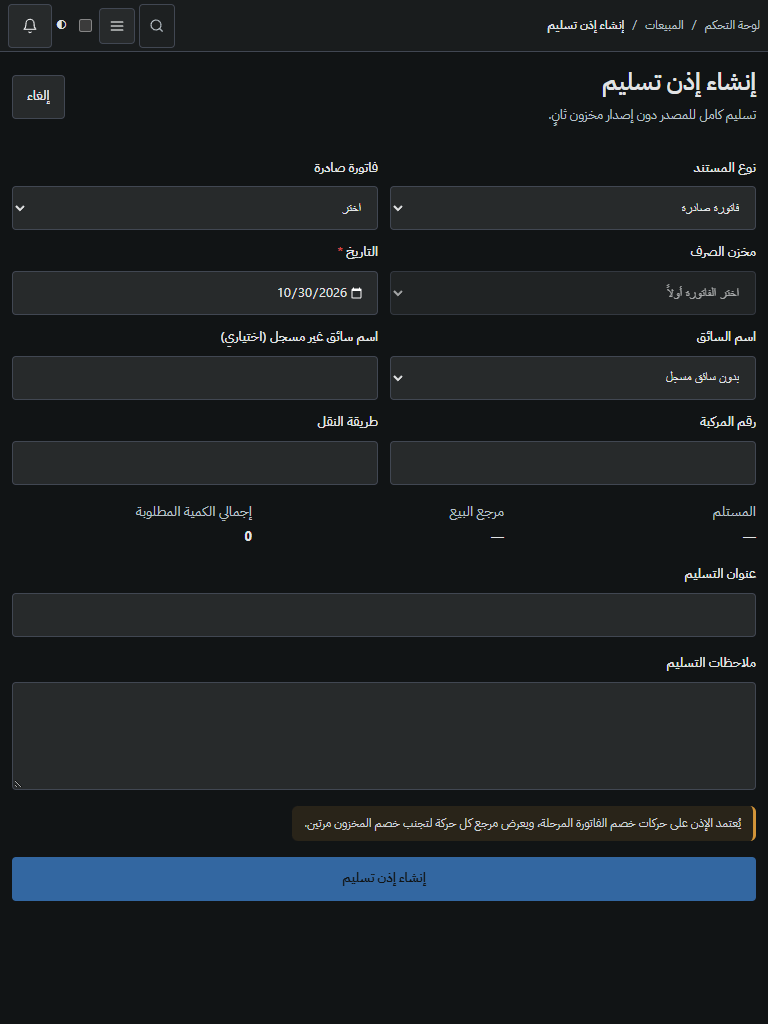 لوحة التحكم / المبيعات / إنشاء إذن تسليم
إنشاء إذن تسليم
إلغاء
تسليم كامل للمصدر دون إصدار مخزون ثانٍ.
نوع المستند
فاتورة صادرة
فاتورة صادرة
اختر
مخزن الصرف
التاريخ *
اختر الفاتورة أولاً
10/30/2026
اسم السائق
اسم سائق غير مسجل (اختياري)
بدون سائق مسجل
رقم المركبة
طريقة النقل
المستلم
مرجع البيع
إجمالي الكمية المطلوبة
—
—
0
عنوان التسليم
ملاحظات التسليم
يُعتمد الإذن على حركات خصم الفاتورة المرحلة، ويعرض مرجع كل حركة لتجنب خصم المخزون مرتين.
إنشاء إذن تسليم